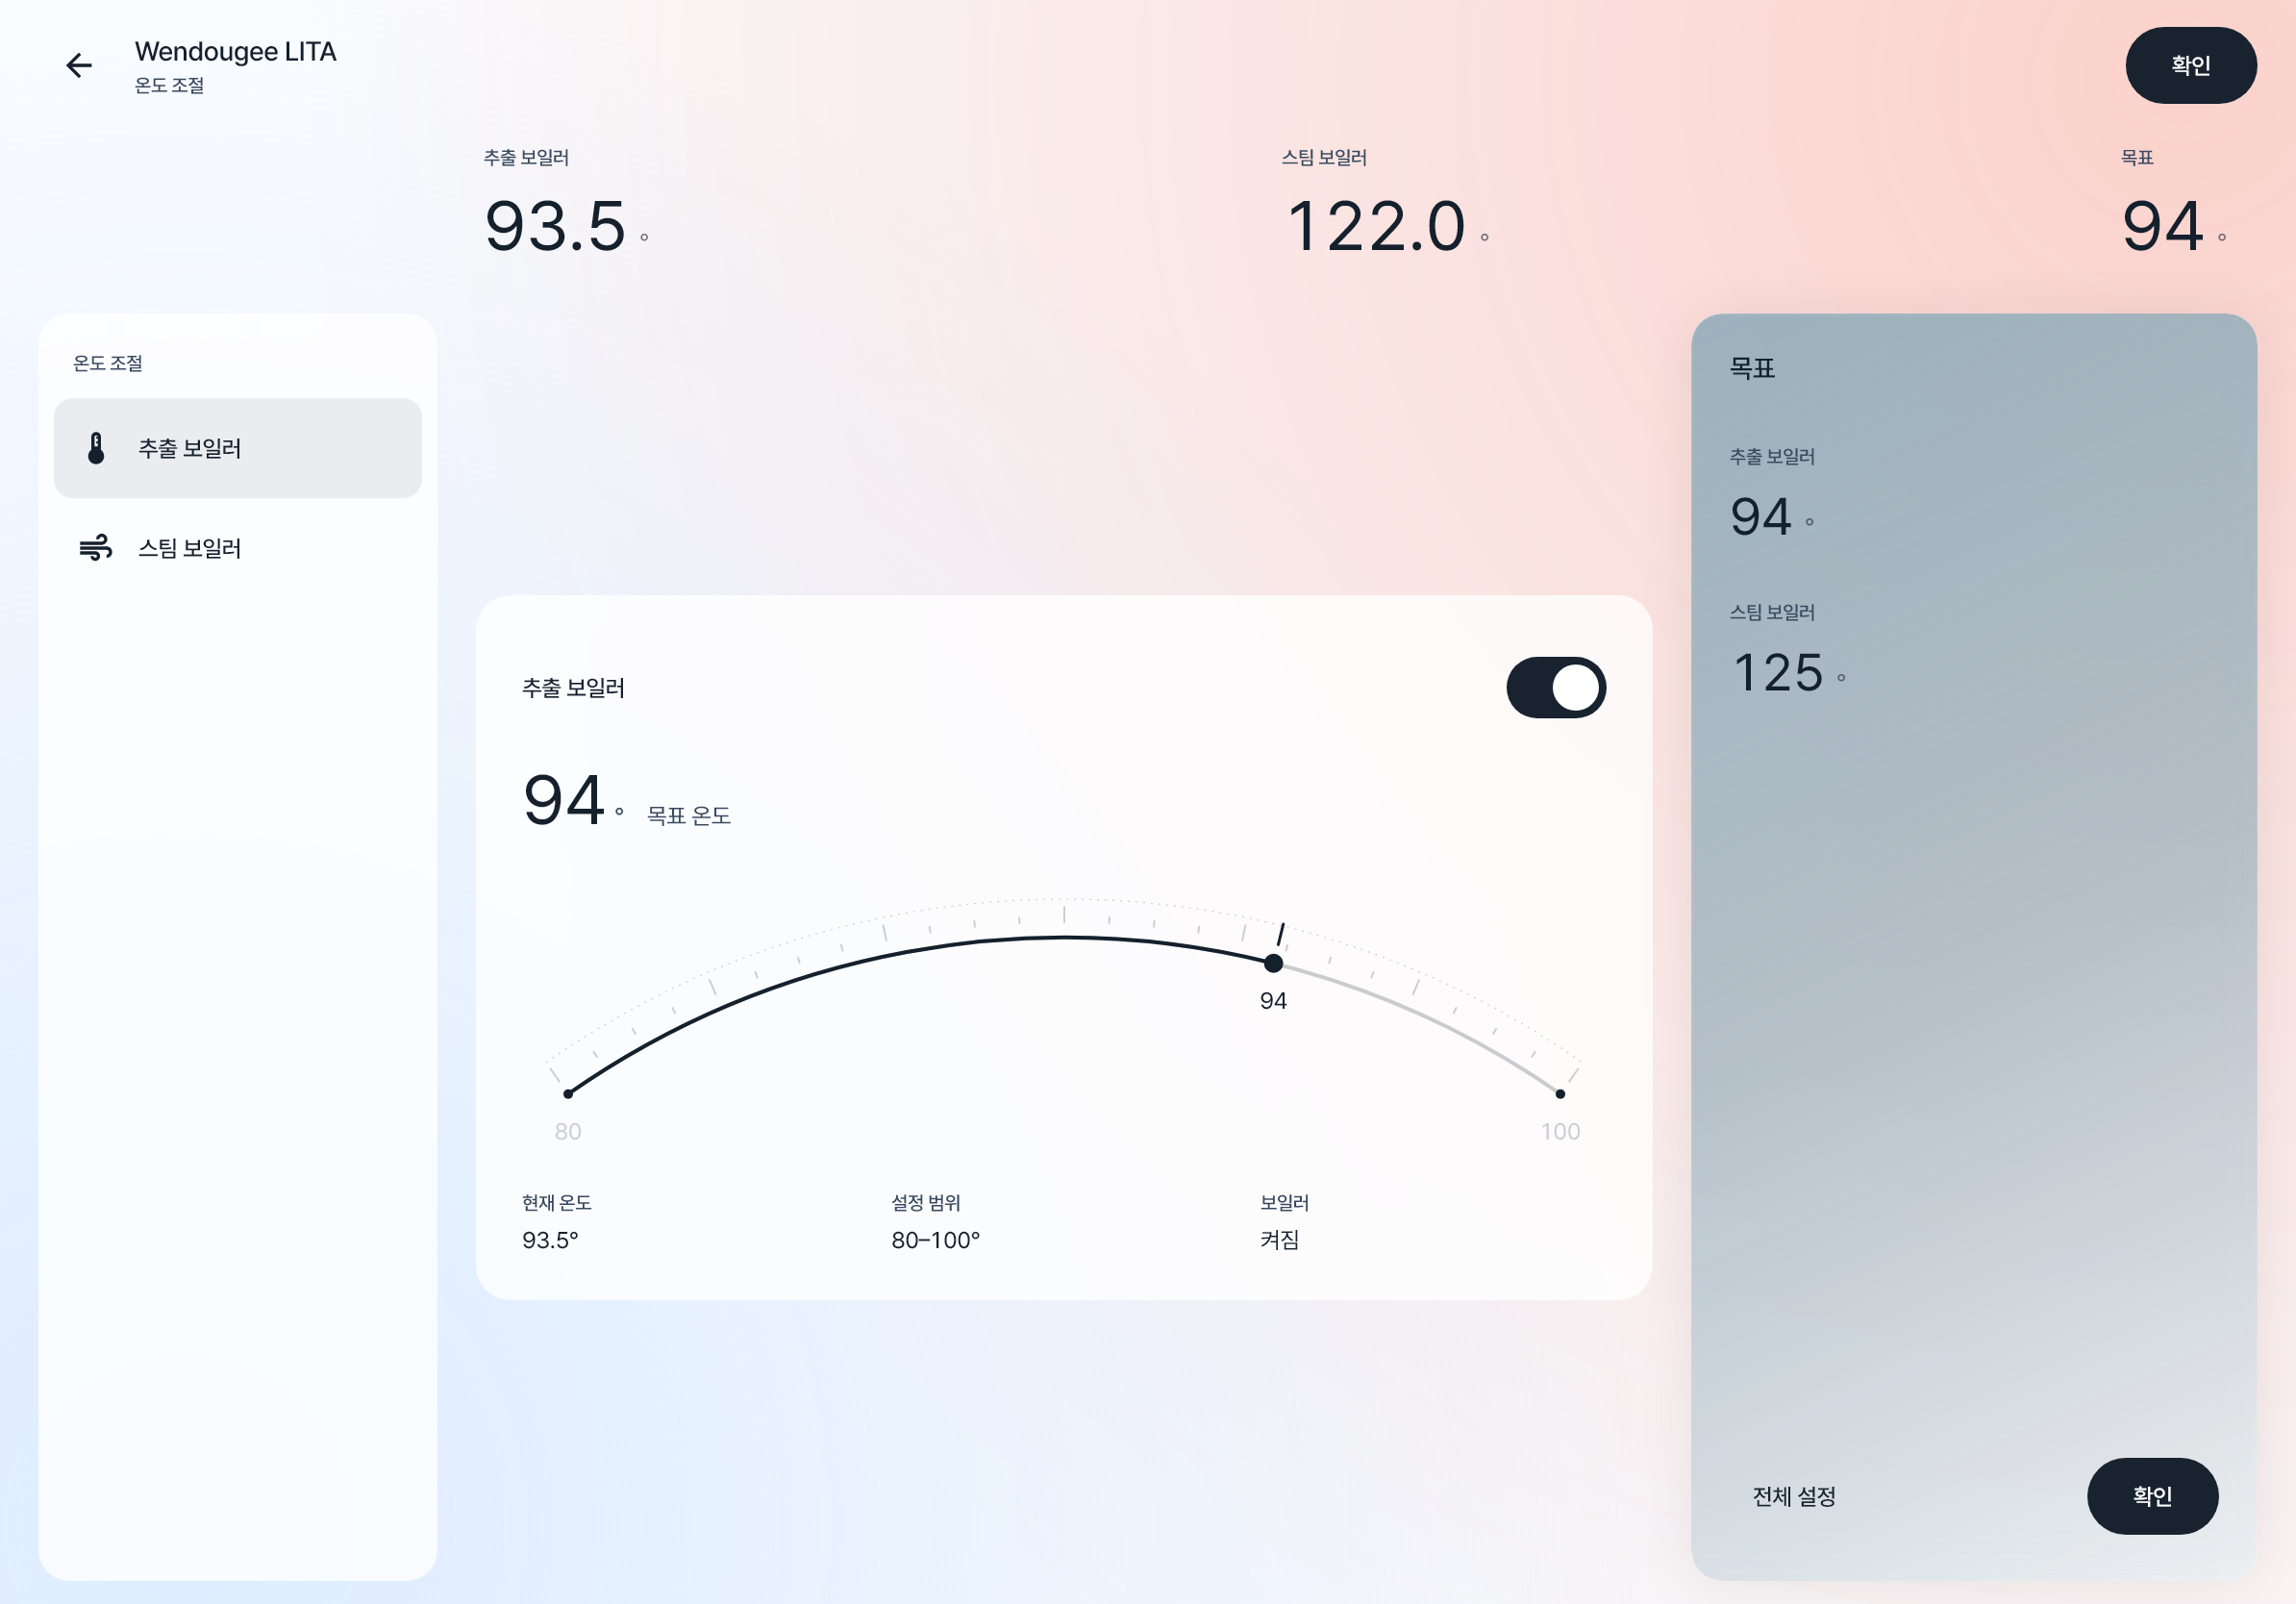 Wendougee LITA
온도 조절
확인
추출 보일러
93.5 °
스팀 보일러
122.0 °
목표
94 °
온도 조절
추출 보일러
스팀 보일러
추출 보일러
94 ° 목표 온도
94
80
100
현재 온도
93.5°
설정 범위
80–100°
보일러
켜짐
목표
추출 보일러
94 °
스팀 보일러
125 °
전체 설정
확인